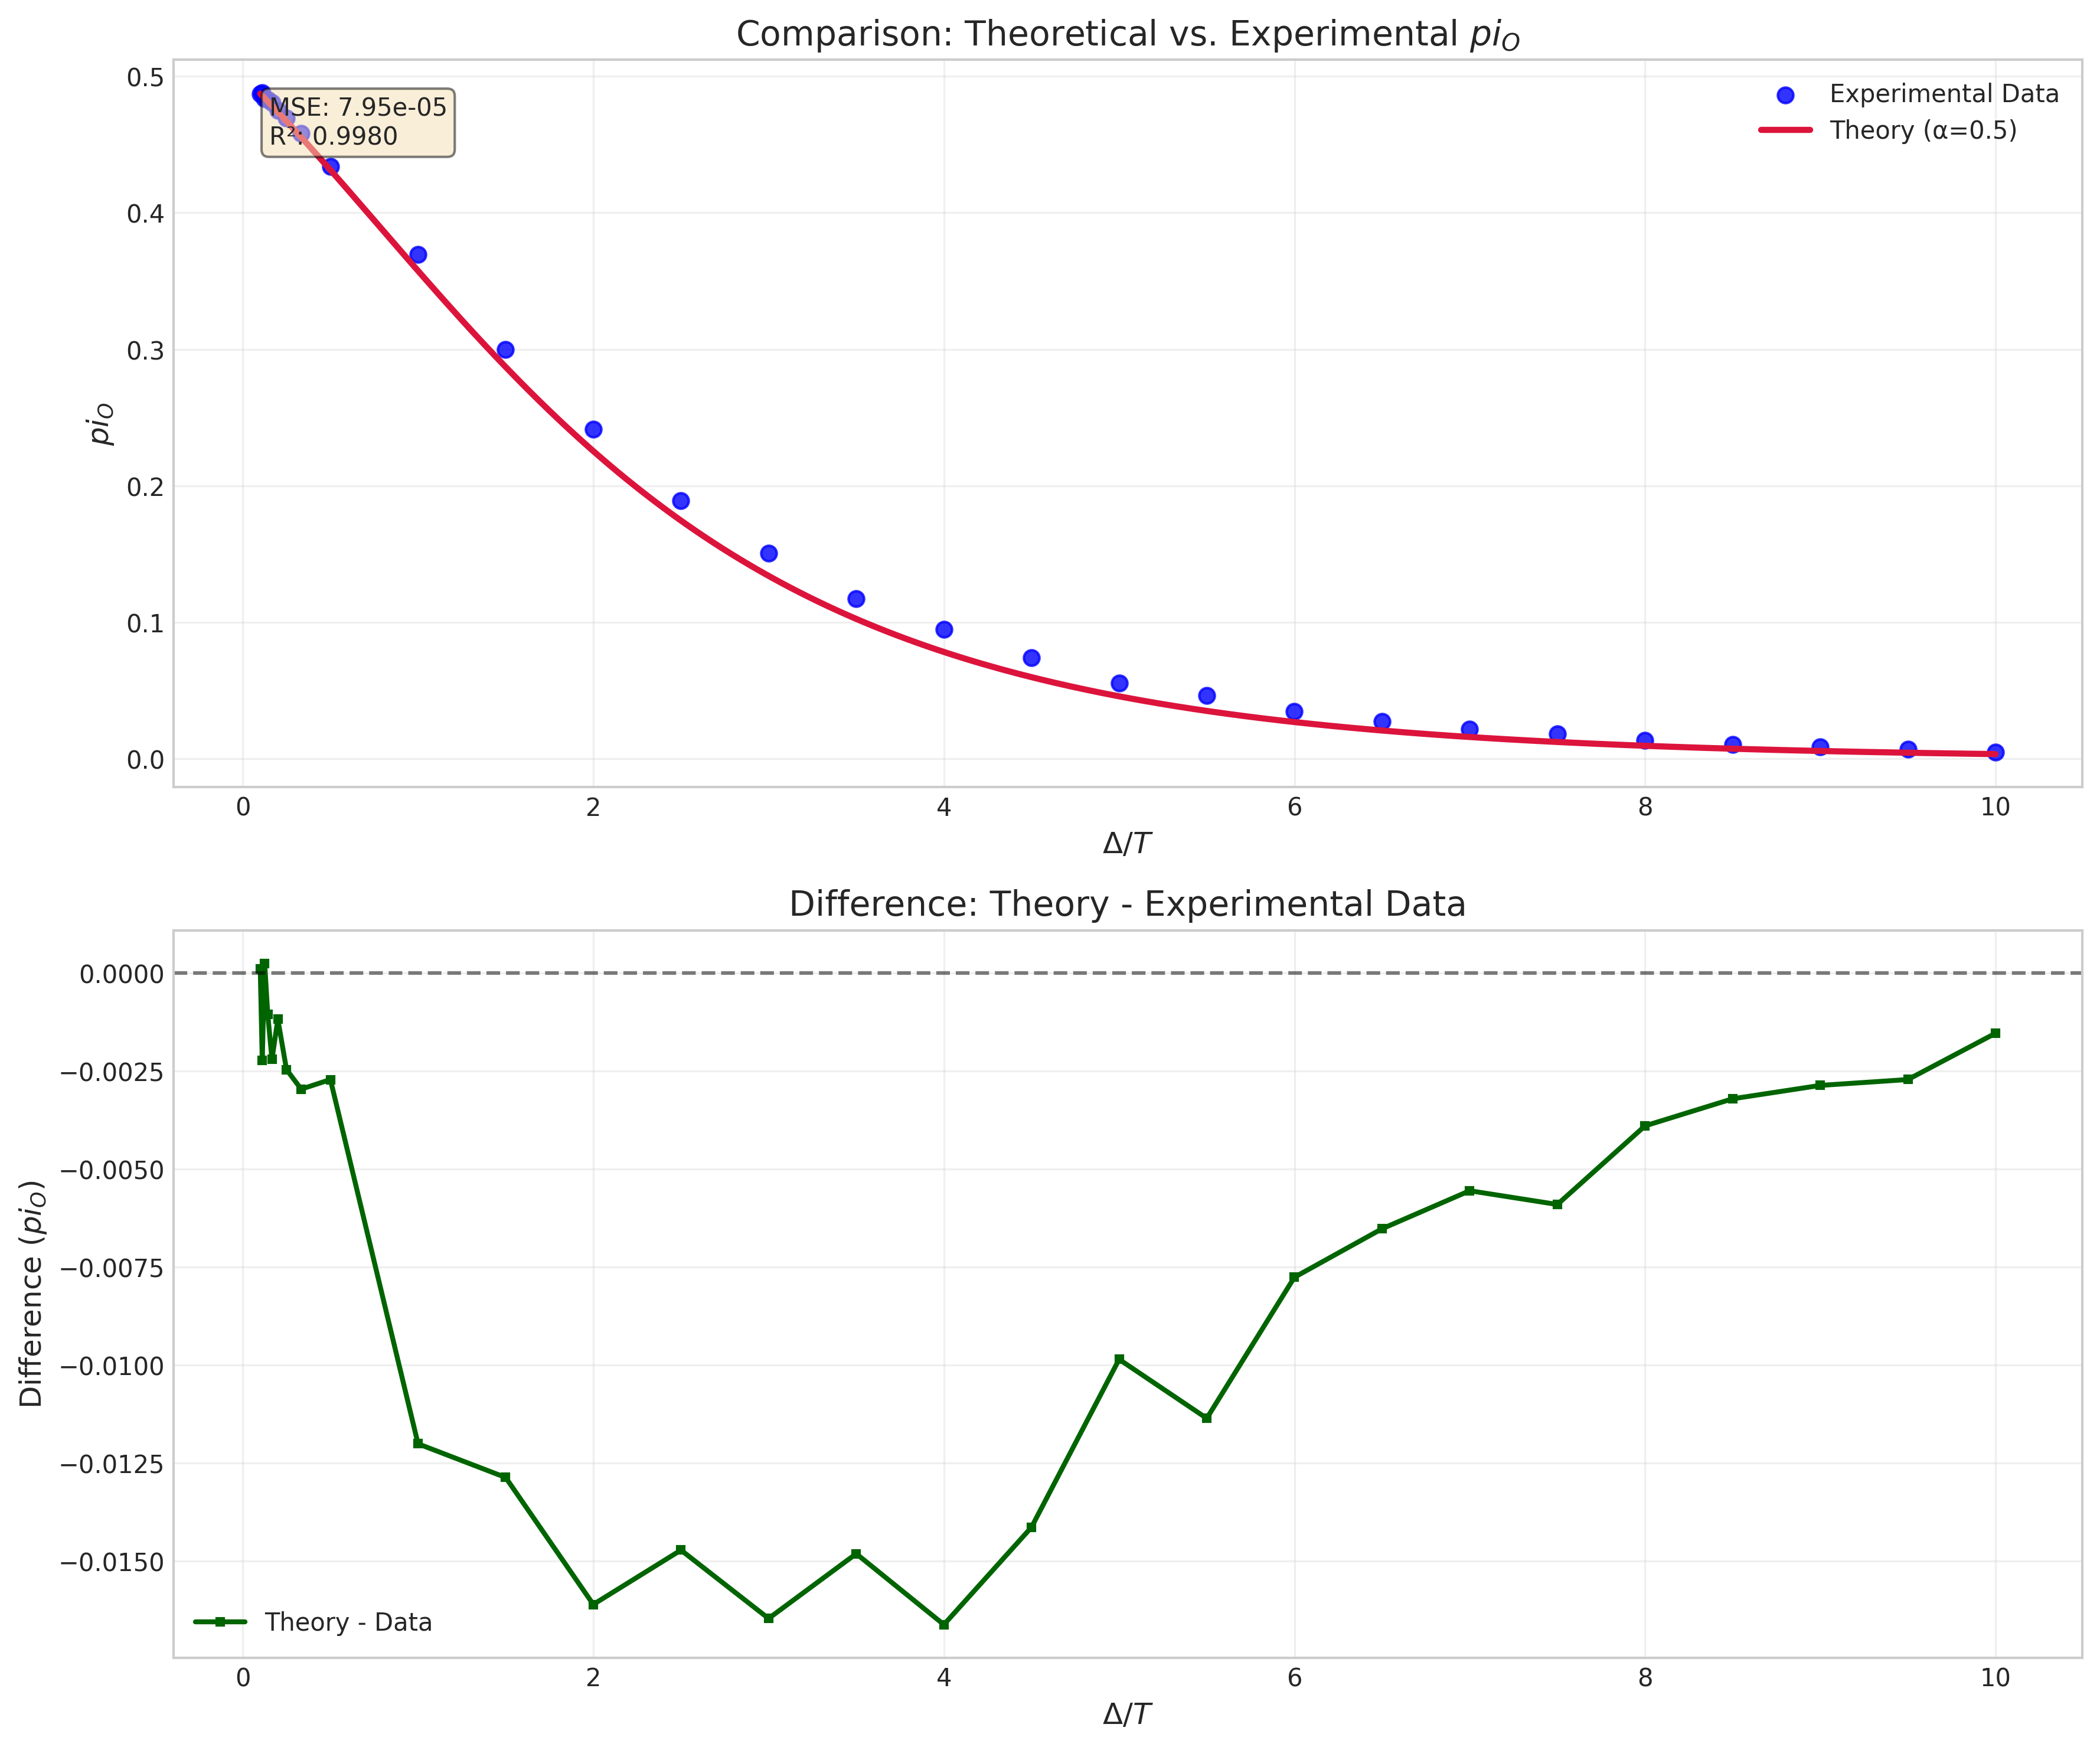 Comparison: Theoretical vs. Experimental pi_O
0.5
0.4
0.3
0.2
0.1
0.0
pi_O
MSE: 7.95e-05
R²: 0.9980
Experimental Data
Theory (α=0.5)
0 2 4 6 8 10
Δ/T
Difference: Theory - Experimental Data
0.0000
−0.0025
−0.0050
−0.0075
−0.0100
−0.0125
−0.0150
Difference (pi_O)
Theory - Data
0 2 4 6 8 10
Δ/T